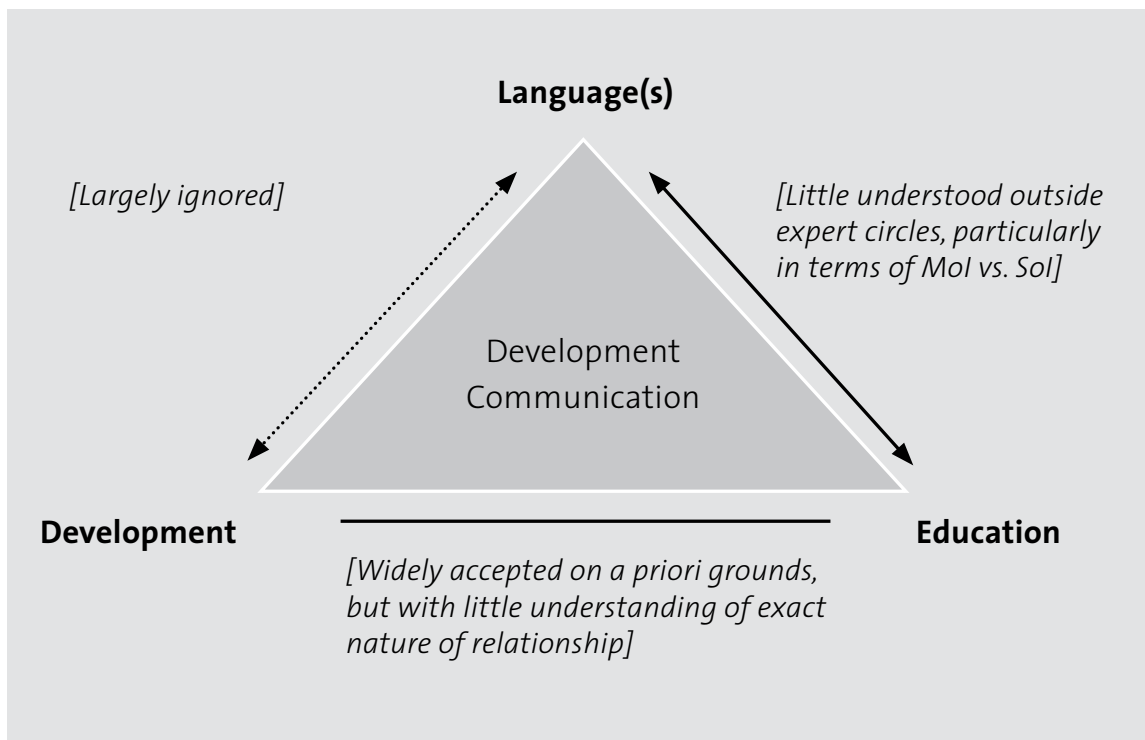 Language(s)
[Largely ignored]
[Little understood outside
expert circles, particularly
in terms of MoI vs. SoI]
Development
Communication
Development
Education
[Widely accepted on a priori grounds,
but with little understanding of exact
nature of relationship]